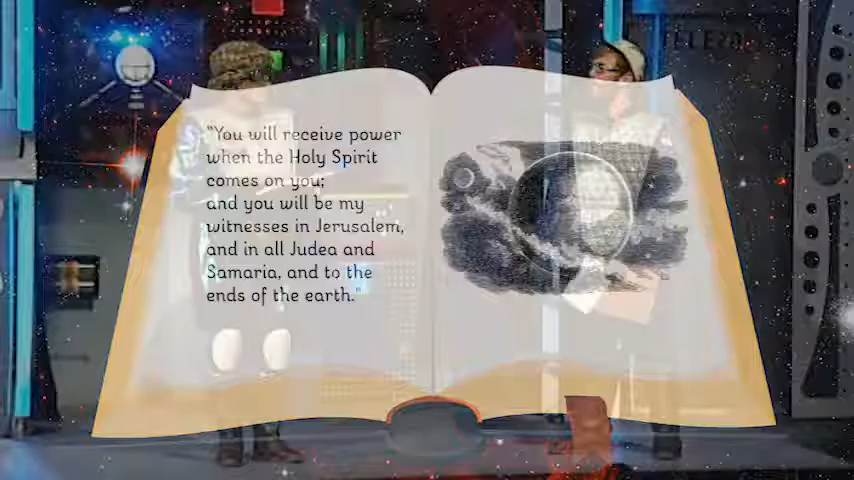 "You will receive power
when the Holy Spirit
comes on you;
and you will be my
witnesses in Jerusalem,
and in all Judea and
Samaria, and to the
ends of the earth."